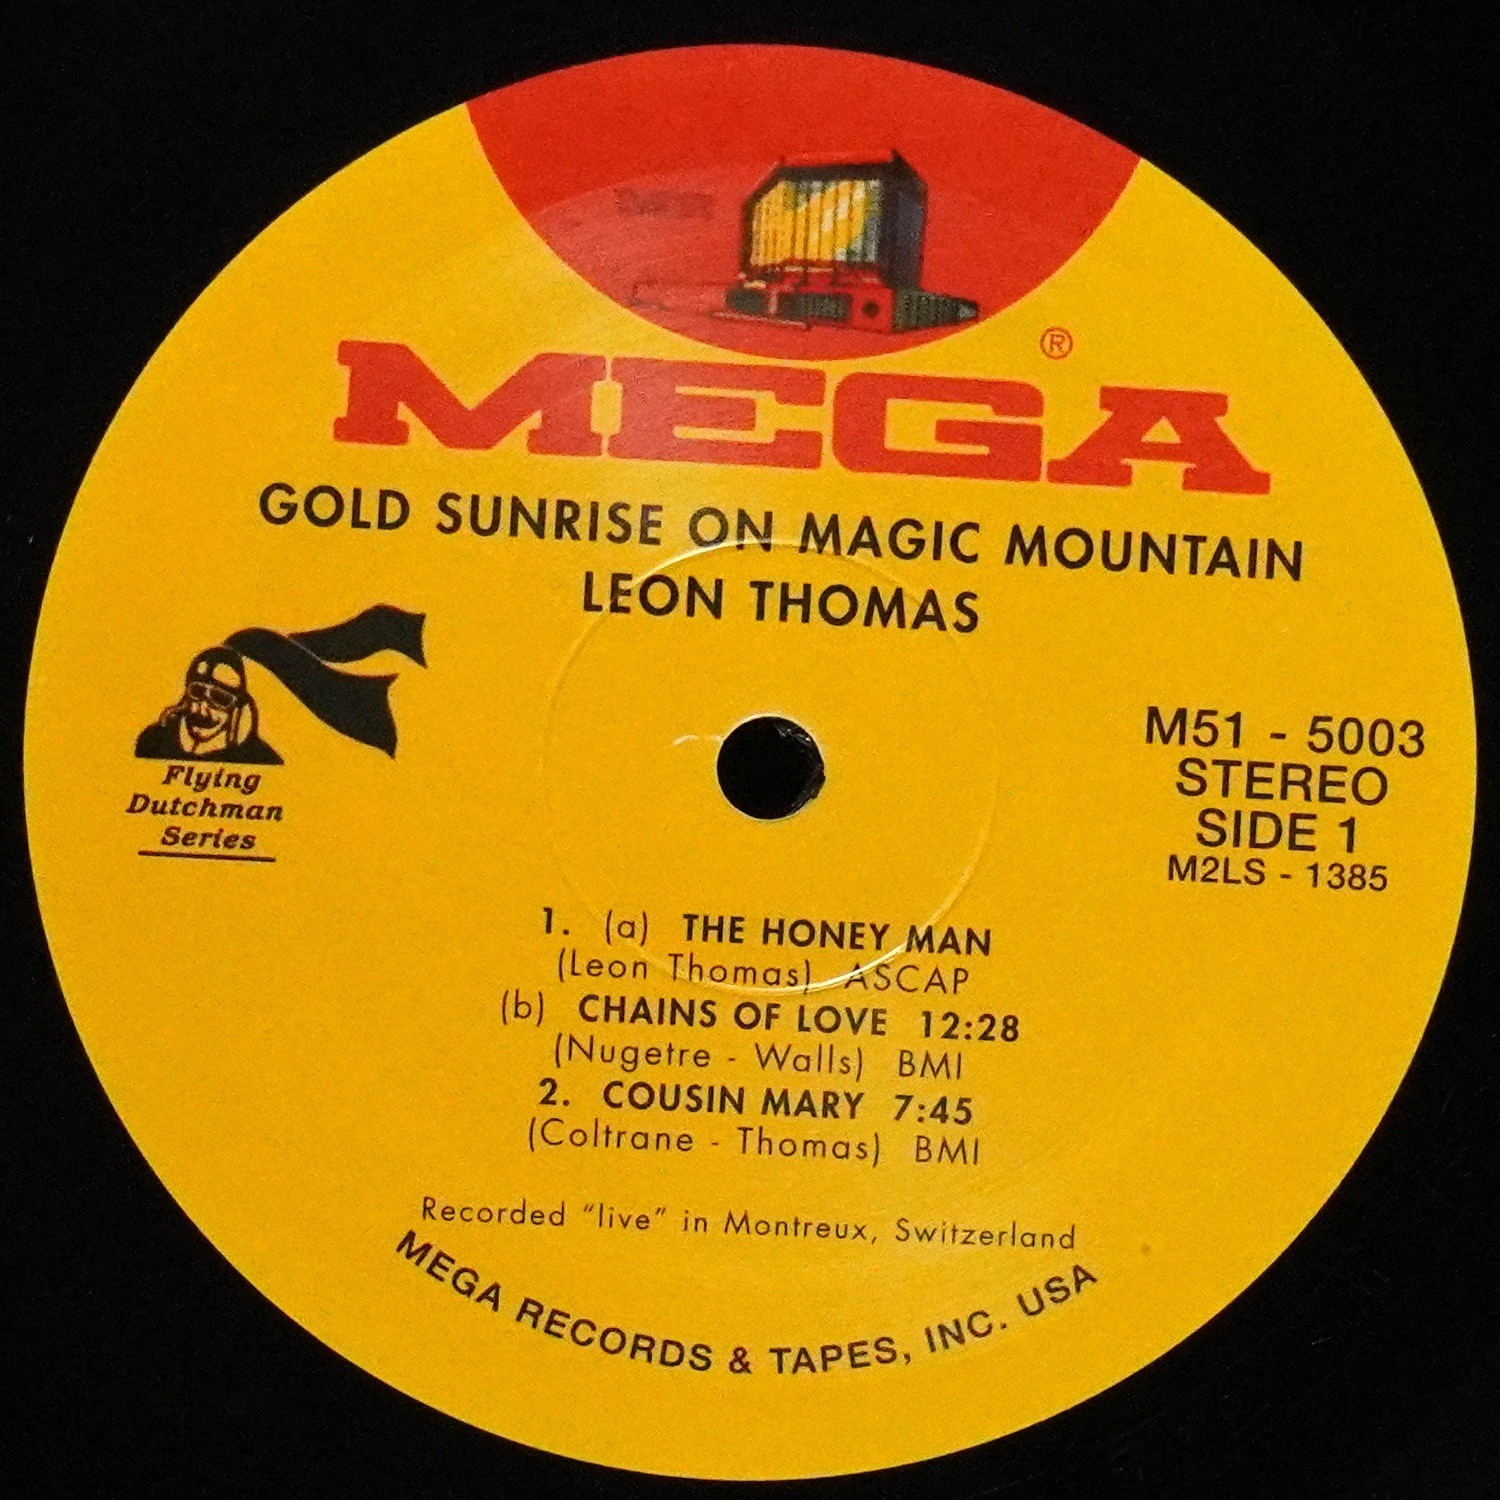 MEGA®
GOLD SUNRISE ON MAGIC MOUNTAIN
LEON THOMAS
Flying
Dutchman
Series
M51 - 5003
STEREO
SIDE 1
M2LS - 1385
1. (a) THE HONEY MAN
(Leon Thomas) ASCAP
(b) CHAINS OF LOVE 12:28
(Nugetre - Walls) BMI
2. COUSIN MARY 7:45
(Coltrane - Thomas) BMI
Recorded "live" in Montreux, Switzerland
MEGA RECORDS & TAPES, INC. USA